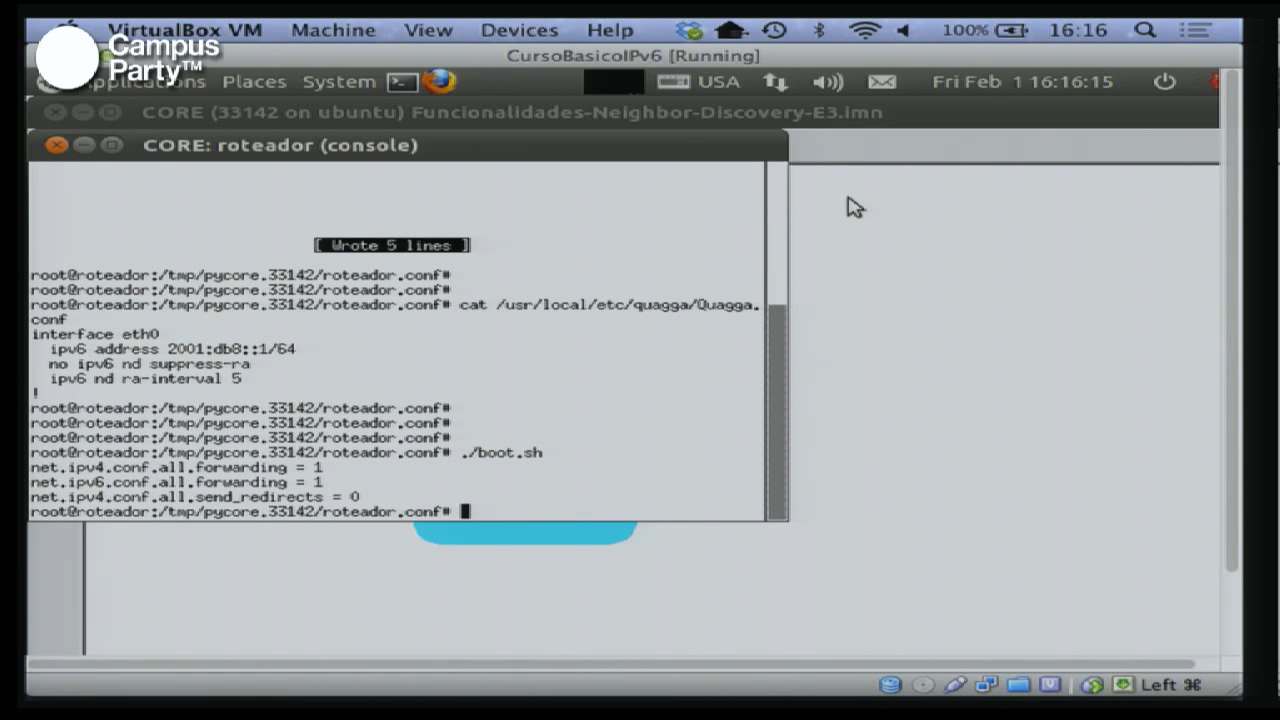 VirtualBox VM Machine View Devices Help 100% 16:16
Campus
Party™
CursoBasicoIPv6 [Running]
Applications Places System USA Fri Feb 1 16:16:15
CORE (33142 on ubuntu) Funcionalidades-Neighbor-Discovery-E3.imn
CORE: roteador (console)
[ Wrote 5 lines ]
root@roteador:/tmp/pycore.33142/roteador.conf#
root@roteador:/tmp/pycore.33142/roteador.conf#
root@roteador:/tmp/pycore.33142/roteador.conf# cat /usr/local/etc/quagga/Quagga.
conf
interface eth0
ipv6 address 2001:db8::1/64
no ipv6 nd suppress-ra
ipv6 nd ra-interval 5
!
root@roteador:/tmp/pycore.33142/roteador.conf#
root@roteador:/tmp/pycore.33142/roteador.conf#
root@roteador:/tmp/pycore.33142/roteador.conf#
root@roteador:/tmp/pycore.33142/roteador.conf# ./boot.sh
net.ipv4.conf.all.forwarding = 1
net.ipv6.conf.all.forwarding = 1
net.ipv4.conf.all.send_redirects = 0
root@roteador:/tmp/pycore.33142/roteador.conf#
Left ⌘